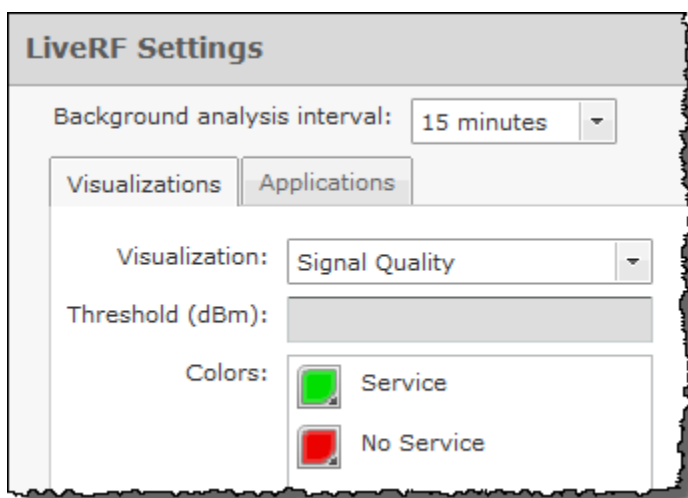 LiveRF Settings
Background analysis interval: 15 minutes
Visualizations Applications
Visualization: Signal Quality
Threshold (dBm):
Colors: Service
No Service